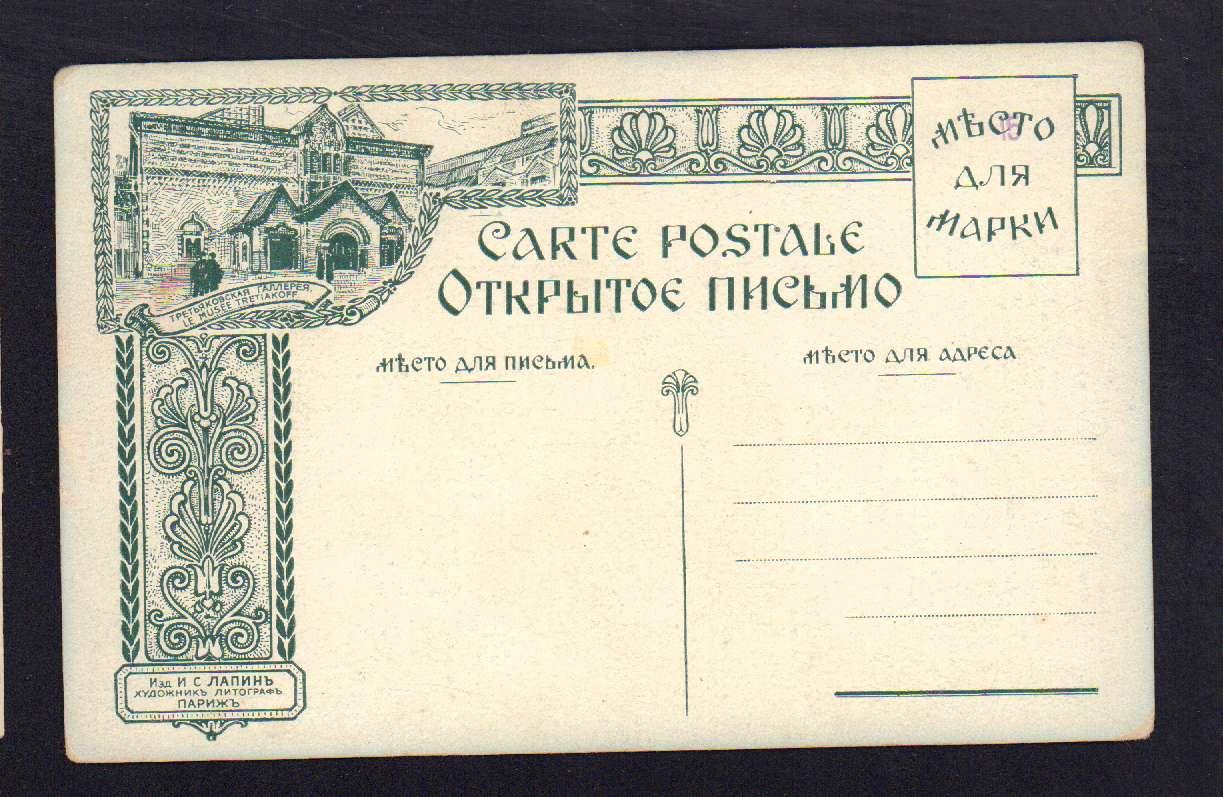 ТРЕТЬЯКОВСКАЯ ГАЛЛЕРЕЯ.
LE MUSÉE TRETIAKOFF
CARTE POSTALE
ОТКРЫТОЕ ПИСЬМО
МѢСТО
ДЛЯ
МАРКИ
15
МѢСТО ДЛЯ ПИСЬМА.
МѢСТО ДЛЯ АДРЕСА
Изд И С ЛАПИНЪ
ХУДОЖНИКЪ ЛИТОГРАФЪ
ПАРИЖЪ